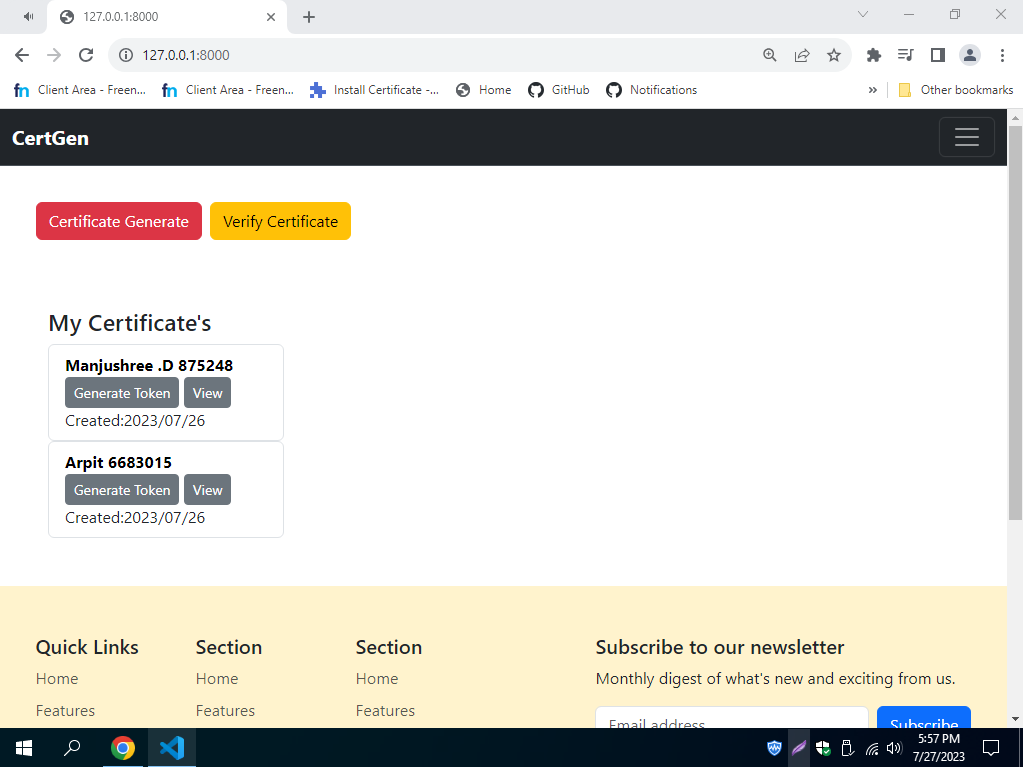 127.0.0.1:8000
127.0.0.1:8000
Client Area - Freen...
Client Area - Freen...
Install Certificate -...
Home
GitHub
Notifications
»
Other bookmarks
CertGen
Certificate Generate
Verify Certificate
My Certificate's
Manjushree .D 875248
Generate Token View
Created:2023/07/26
Arpit 6683015
Generate Token View
Created:2023/07/26
Quick Links
Home
Features
Section
Home
Features
Section
Home
Features
Subscribe to our newsletter
Monthly digest of what's new and exciting from us.
Email address
Subscribe
5:57 PM
7/27/2023